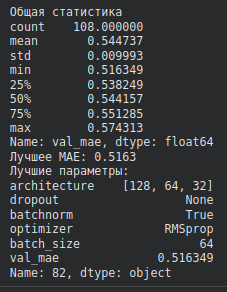 Общая статистика
count    108.000000
mean       0.544737
std        0.009993
min        0.516349
25%        0.538249
50%        0.544157
75%        0.551285
max        0.574313
Name: val_mae, dtype: float64
Лучшее MAE: 0.5163
Лучшие параметры:
architecture    [128, 64, 32]
dropout                  None
batchnorm                True
optimizer             RMSprop
batch_size                 64
val_mae              0.516349
Name: 82, dtype: object